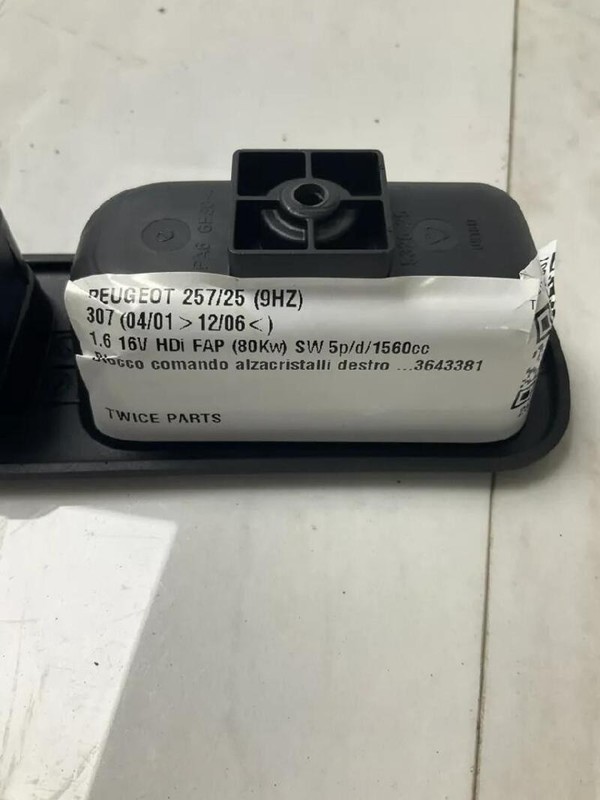 PEUGEOT 257/25 (9HZ)
307 (04/01 > 12/06 < )
1.6 16V HDi FAP (80Kw) SW 5p/d/1560cc
Blocco comando alzacristalli destro ...3643381
TWICE PARTS